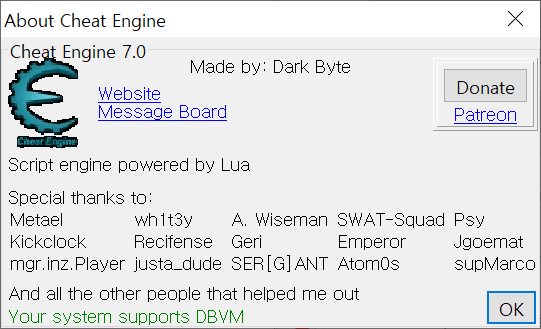 About Cheat Engine
Cheat Engine 7.0
Made by: Dark Byte
Website
Message Board
Donate
Patreon
Cheat Engine
Script engine powered by Lua
Special thanks to:
Metael wh1t3y A. Wiseman SWAT-Squad Psy
Kickclock Recifense Geri Emperor Jgoemat
mgr.inz.Player justa_dude SER[G]ANT Atom0s supMarco
And all the other people that helped me out
Your system supports DBVM
OK